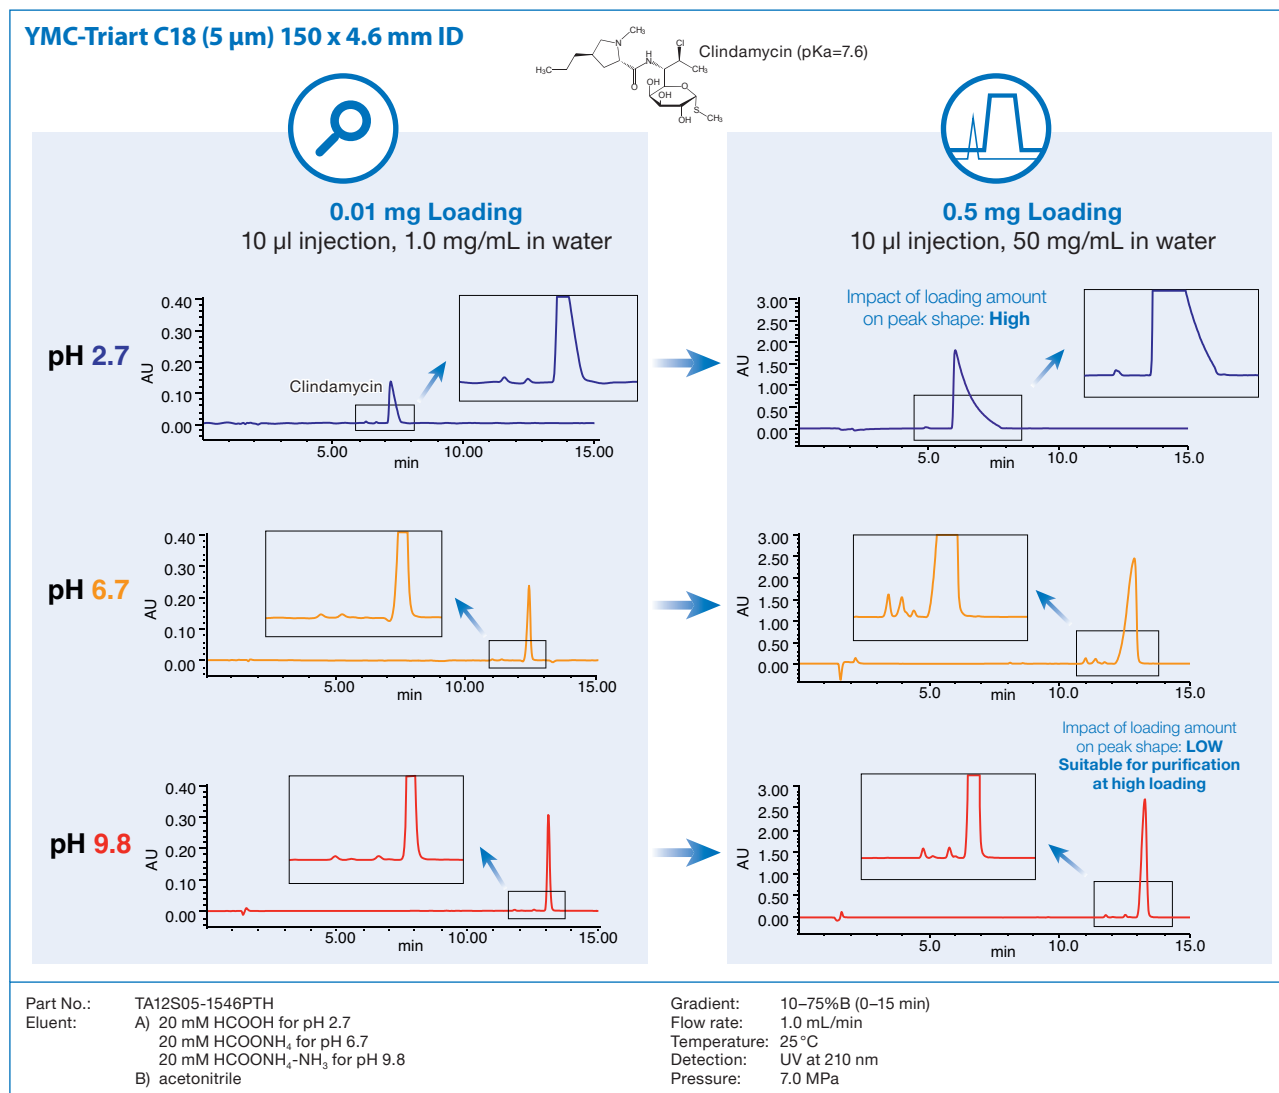 YMC-Triart C18 (5 µm) 150 x 4.6 mm ID
CH₃
N
H₃C
O
H
N
Cl
CH₃
OH
O
OH
S
CH₃
OH
Clindamycin (pKa=7.6)
0.01 mg Loading
10 µl injection, 1.0 mg/mL in water
0.5 mg Loading
10 µl injection, 50 mg/mL in water
pH 2.7
AU
0.40
0.30
0.20
0.10
0.00
Clindamycin
5.00
10.00
15.00
min
AU
3.00
2.50
2.00
1.50
1.00
0.50
0.00
Impact of loading amount
on peak shape: High
5.0
10.0
15.0
min
pH 6.7
AU
0.40
0.30
0.20
0.10
0.00
5.00
10.00
15.00
min
AU
3.00
2.50
2.00
1.50
1.00
0.50
0.00
5.0
10.0
15.0
min
pH 9.8
AU
0.40
0.30
0.20
0.10
0.00
5.00
10.00
15.00
min
Impact of loading amount
on peak shape: LOW
Suitable for purification
at high loading
AU
3.00
2.50
2.00
1.50
1.00
0.50
0.00
5.0
10.0
15.0
min
Part No.: TA12S05-1546PTH
Eluent: A) 20 mM HCOOH for pH 2.7
20 mM HCOONH₄ for pH 6.7
20 mM HCOONH₄-NH₃ for pH 9.8
B) acetonitrile
Gradient: 10–75%B (0–15 min)
Flow rate: 1.0 mL/min
Temperature: 25 °C
Detection: UV at 210 nm
Pressure: 7.0 MPa